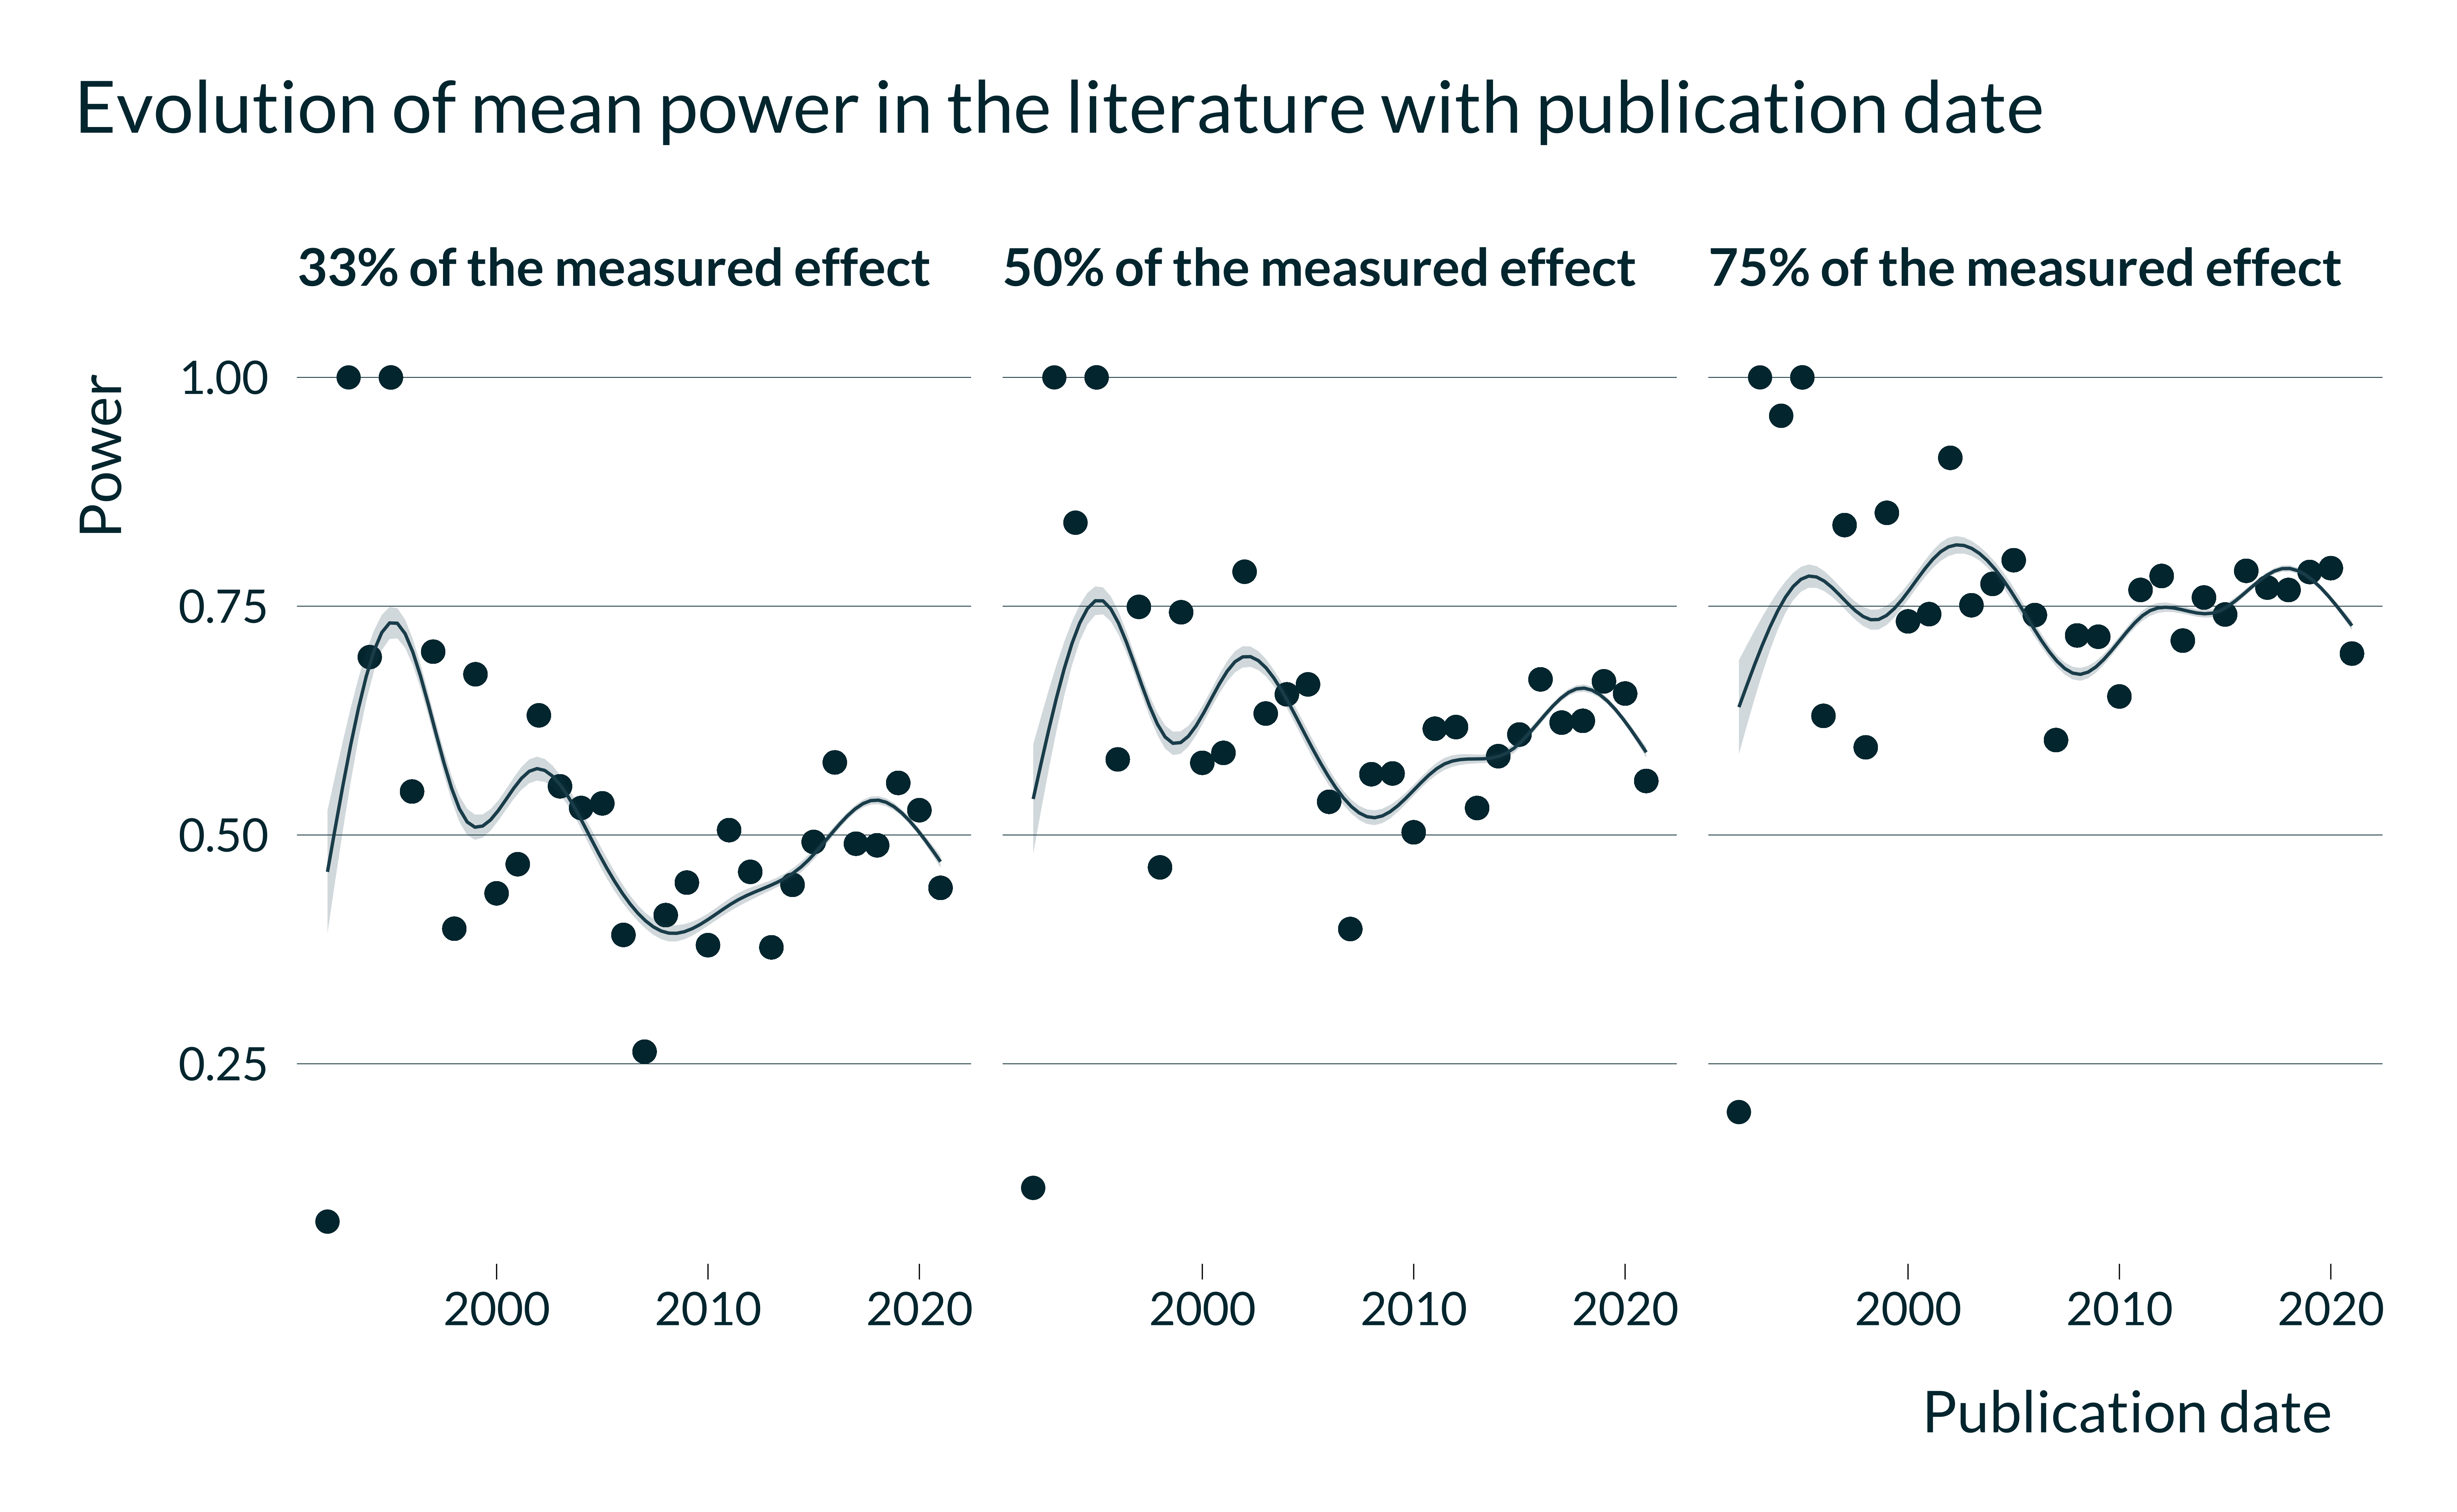 Evolution of mean power in the literature with publication date
33% of the measured effect
50% of the measured effect
75% of the measured effect
Power
1.00
0.75
0.50
0.25
2000 2010 2020
2000 2010 2020
2000 2010 2020
Publication date